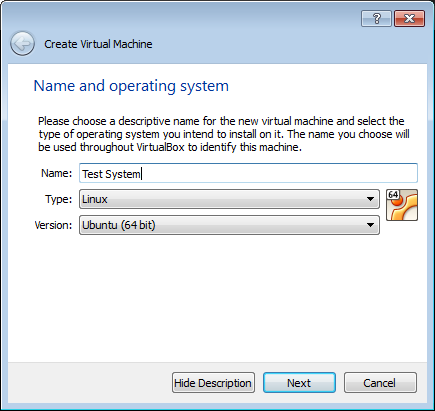 ?
Create Virtual Machine
Name and operating system
Please choose a descriptive name for the new virtual machine and select the
type of operating system you intend to install on it. The name you choose will
be used throughout VirtualBox to identify this machine.
Name: Test System
Type: Linux
64
Version: Ubuntu (64 bit)
Hide Description Next Cancel